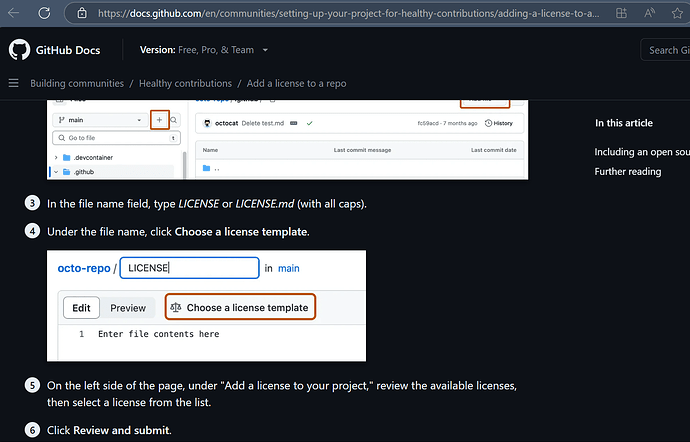 https://docs.github.com/en/communities/setting-up-your-project-for-healthy-contributions/adding-a-license-to-a...
GitHub Docs
Version: Free, Pro, & Team
Search Gi
Building communities / Healthy contributions / Add a license to a repo
main
octocat Delete test.md
fc59acd · 7 months ago
History
Go to file
t
Name
Last commit message
Last commit date
.devcontainer
.github
..
In this article
Including an open sou
Further reading
3 In the file name field, type LICENSE or LICENSE.md (with all caps).
4 Under the file name, click Choose a license template.
octo-repo / LICENSE in main
Edit Preview Choose a license template
1 Enter file contents here
5 On the left side of the page, under "Add a license to your project," review the available licenses,
then select a license from the list.
6 Click Review and submit.